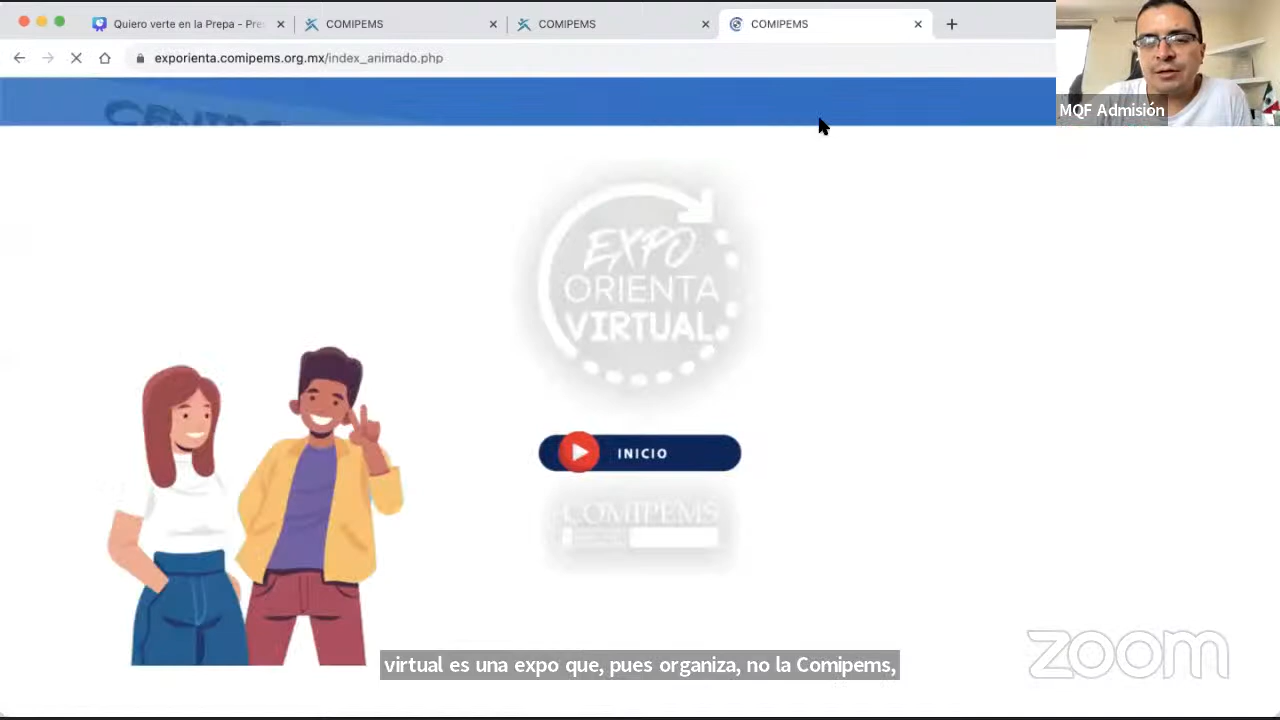 Quiero verte en la Prepa - Pre
COMIPEMS
COMIPEMS
COMIPEMS
exporienta.comipems.org.mx/index_animado.php
MQF Admisión
EXPO
ORIENTA
VIRTUAL
INICIO
COMIPEMS
virtual es una expo que, pues organiza, no la Comipems,
zoom